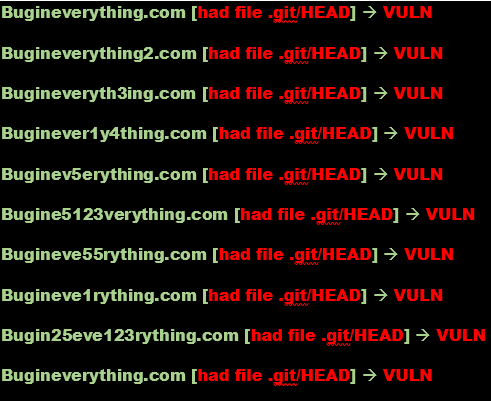 Bugineverything.com [had file .git/HEAD] → VULN
Bugineverything2.com [had file .git/HEAD] → VULN
Bugineveryth3ing.com [had file .git/HEAD] → VULN
Buginever1y4thing.com [had file .git/HEAD] → VULN
Buginev5erything.com [had file .git/HEAD] → VULN
Bugine5123verything.com [had file .git/HEAD] → VULN
Bugineve55rything.com [had file .git/HEAD] → VULN
Bugineve1rything.com [had file .git/HEAD] → VULN
Bugin25eve123rything.com [had file .git/HEAD] → VULN
Bugineverything.com [had file .git/HEAD] → VULN